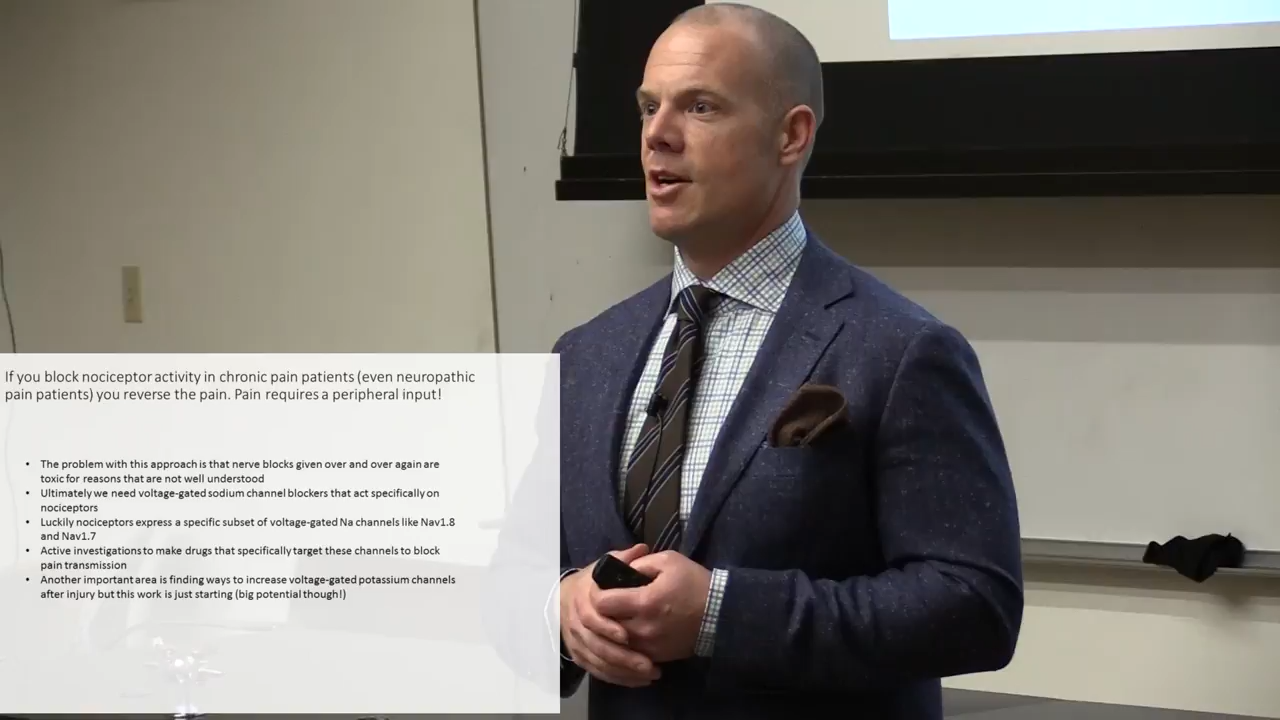 If you block nociceptor activity in chronic pain patients (even neuropathic
pain patients) you reverse the pain. Pain requires a peripheral input!
• The problem with this approach is that nerve blocks given over and over again are
toxic for reasons that are not well understood
• Ultimately we need voltage-gated sodium channel blockers that act specifically on
nociceptors
• Luckily nociceptors express a specific subset of voltage-gated Na channels like Nav1.8
and Nav1.7
• Active investigations to make drugs that specifically target these channels to block
pain transmission
• Another important area is finding ways to increase voltage-gated potassium channels
after injury but this work is just starting (big potential though!)